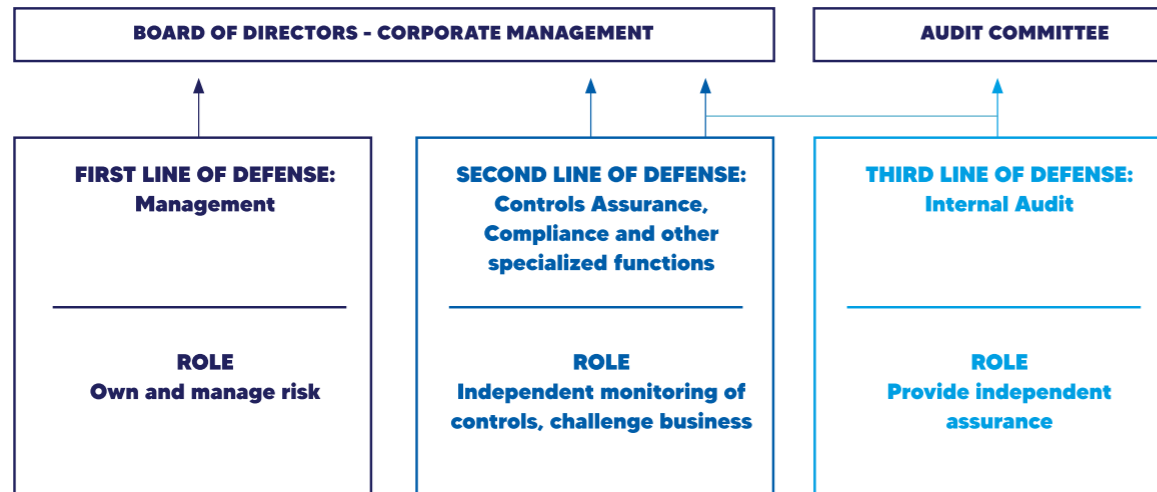 BOARD OF DIRECTORS - CORPORATE MANAGEMENT
AUDIT COMMITTEE
FIRST LINE OF DEFENSE:
Management
ROLE
Own and manage risk
SECOND LINE OF DEFENSE:
Controls Assurance,
Compliance and other
specialized functions
ROLE
Independent monitoring of
controls, challenge business
THIRD LINE OF DEFENSE:
Internal Audit
ROLE
Provide independent
assurance